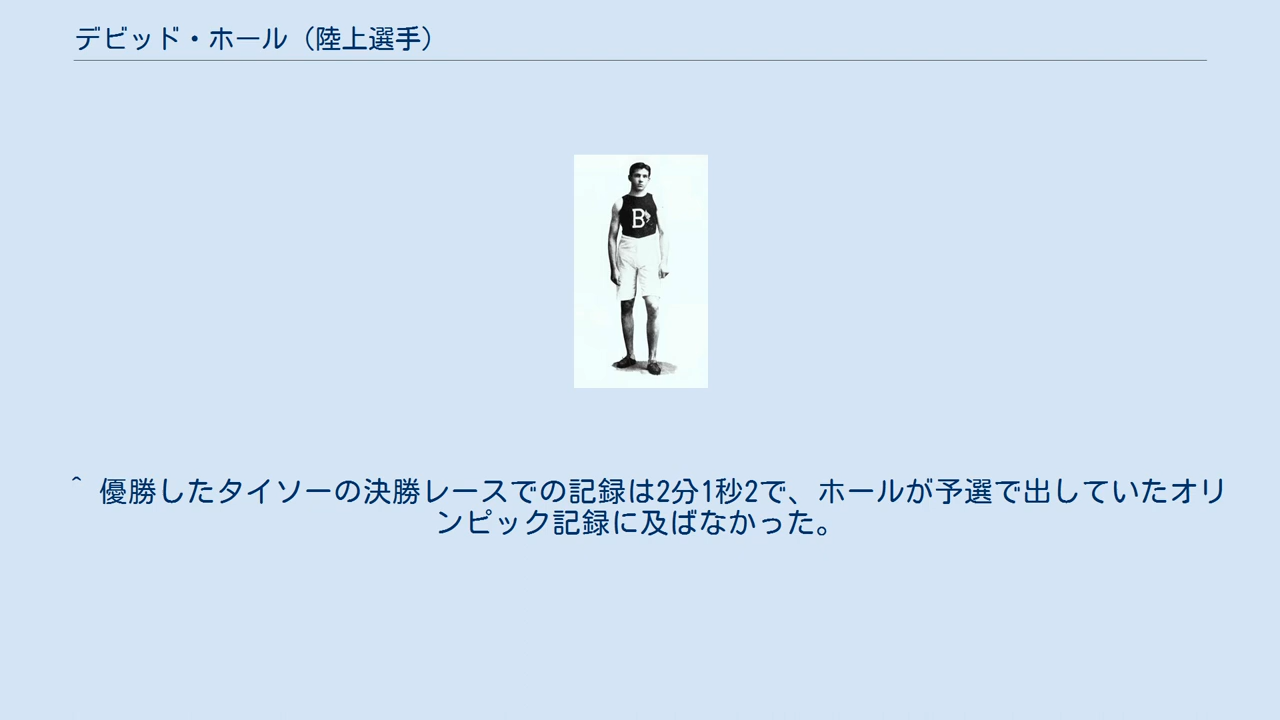 デビッド・ホール（陸上選手）
B
^ 優勝したタイソーの決勝レースでの記録は2分1秒2で、ホールが予選で出していたオリ
ンピック記録に及ばなかった。